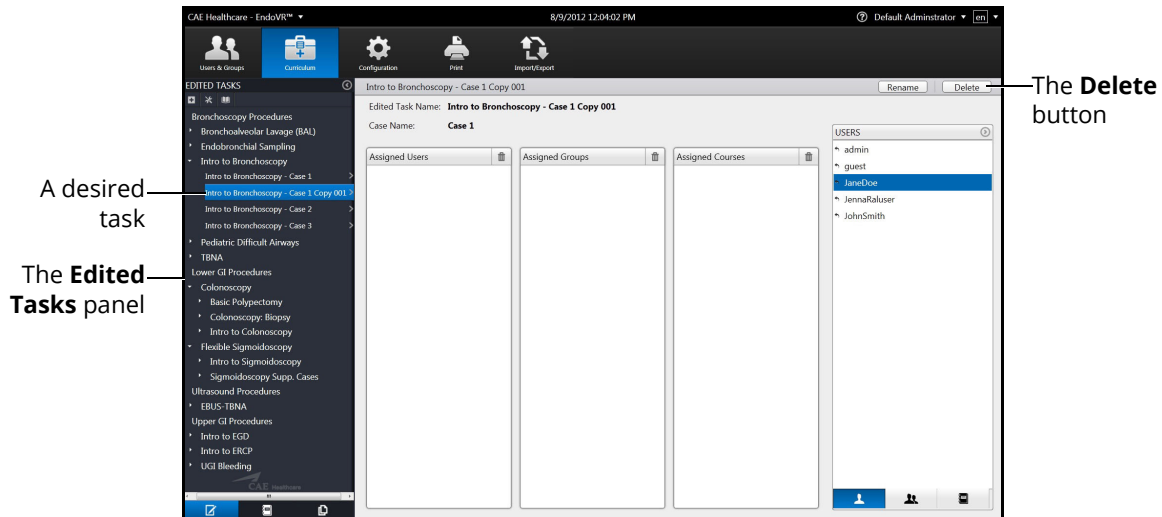 CAE Healthcare - EndoVR™ ▾ 8/9/2012 12:04:02 PM Default Adminstrator ▾ en ▾
Users & Groups Curriculum Configuration Print Import/Export
EDITED TASKS
Intro to Bronchoscopy - Case 1 Copy 001 Rename Delete
The Delete
button
Edited Task Name: Intro to Bronchoscopy - Case 1 Copy 001
Case Name: Case 1
Bronchoscopy Procedures
Bronchoalveolar Lavage (BAL)
Endobronchial Sampling
Intro to Bronchoscopy
Intro to Bronchoscopy - Case 1
Intro to Bronchoscopy - Case 1 Copy 001
Intro to Bronchoscopy - Case 2
Intro to Bronchoscopy - Case 3
Pediatric Difficult Airways
TBNA
Lower GI Procedures
Colonoscopy
Basic Polypectomy
Colonoscopy: Biopsy
Intro to Colonoscopy
Flexible Sigmoidoscopy
Intro to Sigmoidoscopy
Sigmoidoscopy Supp. Cases
Ultrasound Procedures
EBUS-TBNA
Upper GI Procedures
Intro to EGD
Intro to ERCP
UGI Bleeding
CAE Healthcare
A desired
task
The Edited
Tasks panel
Assigned Users Assigned Groups Assigned Courses
USERS
admin
guest
JaneDoe
JennaRaluser
JohnSmith